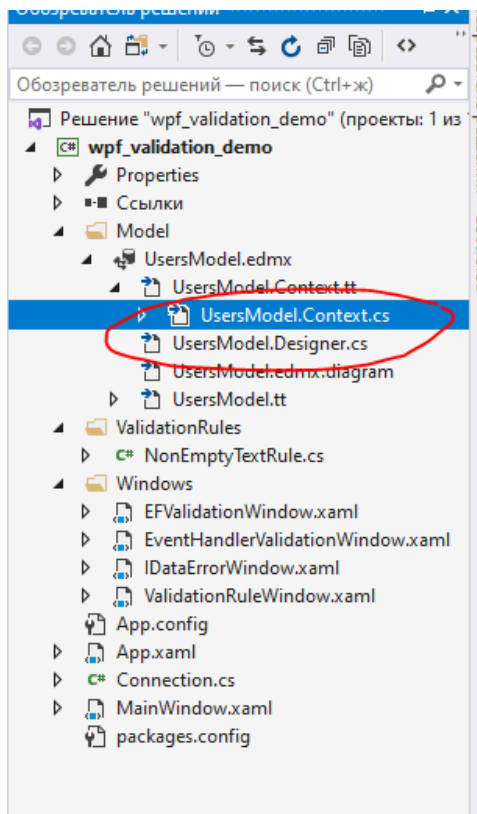 Обозреватель решений
Обозреватель решений — поиск (Ctrl+ж)
Решение "wpf_validation_demo" (проекты: 1 из
C# wpf_validation_demo
Properties
Ссылки
Model
UsersModel.edmx
UsersModel.Context.tt
UsersModel.Context.cs
UsersModel.Designer.cs
UsersModel.edmx.diagram
UsersModel.tt
ValidationRules
C# NonEmptyTextRule.cs
Windows
EFValidationWindow.xaml
EventHandlerValidationWindow.xaml
IDataErrorWindow.xaml
ValidationRuleWindow.xaml
App.config
App.xaml
C# Connection.cs
MainWindow.xaml
packages.config